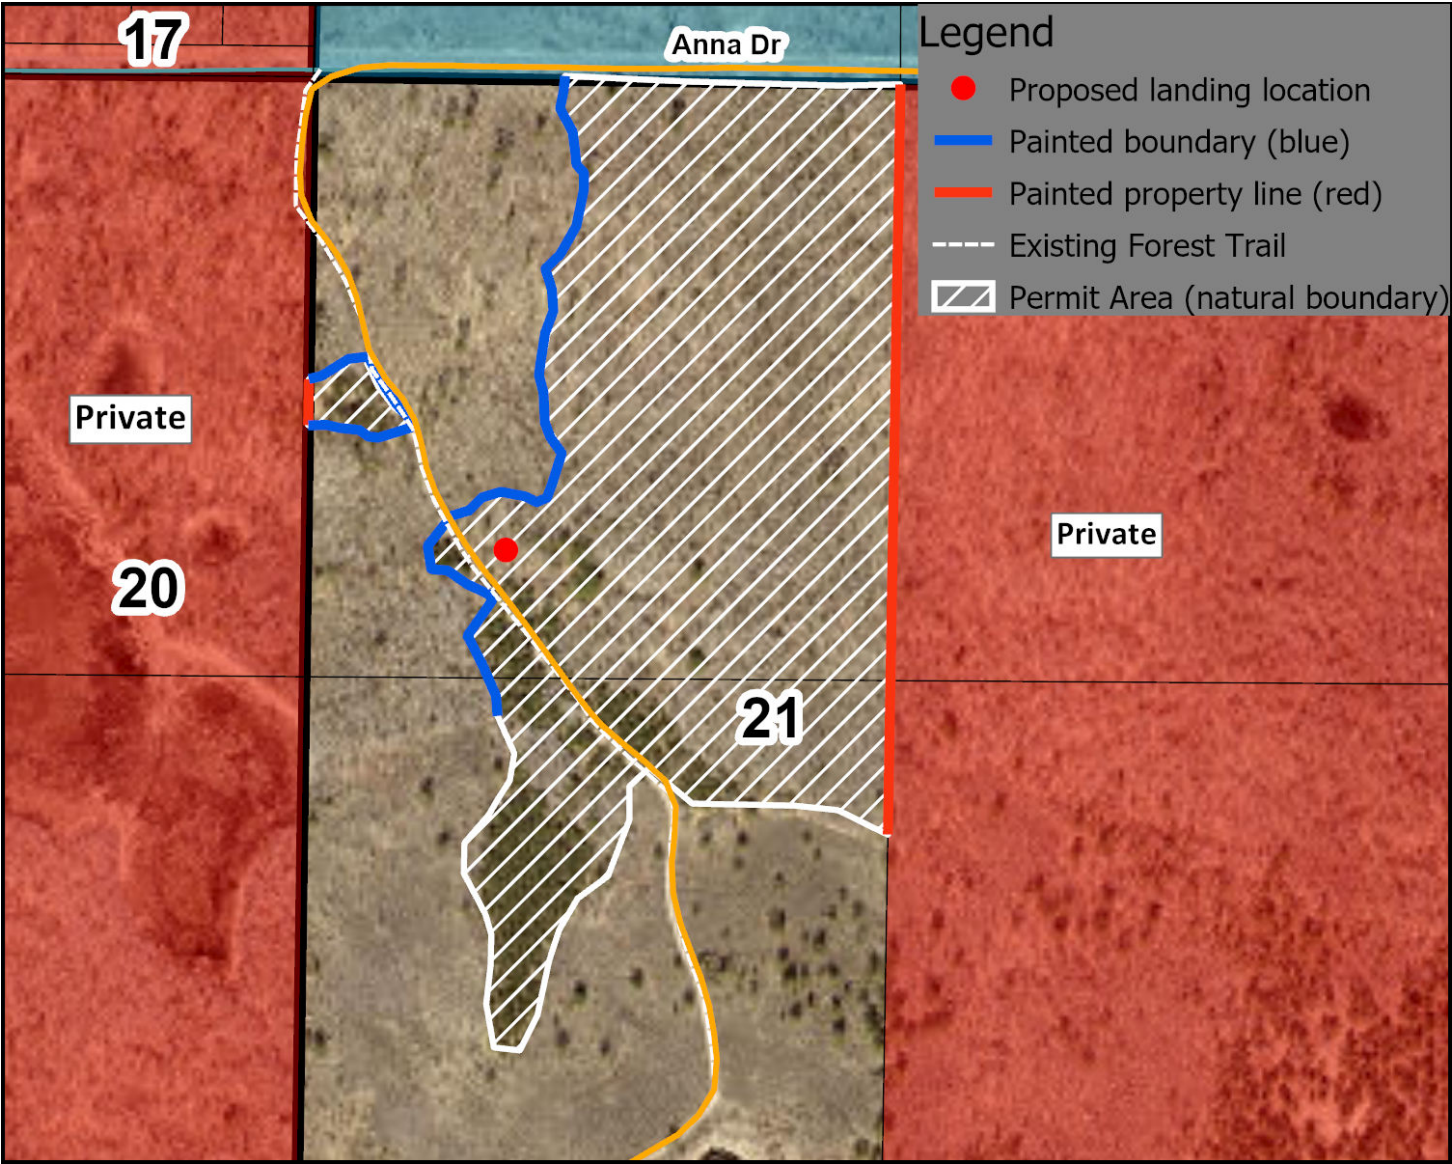 17
Anna Dr
Legend
Proposed landing location
Painted boundary (blue)
Painted property line (red)
Existing Forest Trail
Permit Area (natural boundary)
Private
Private
20
21